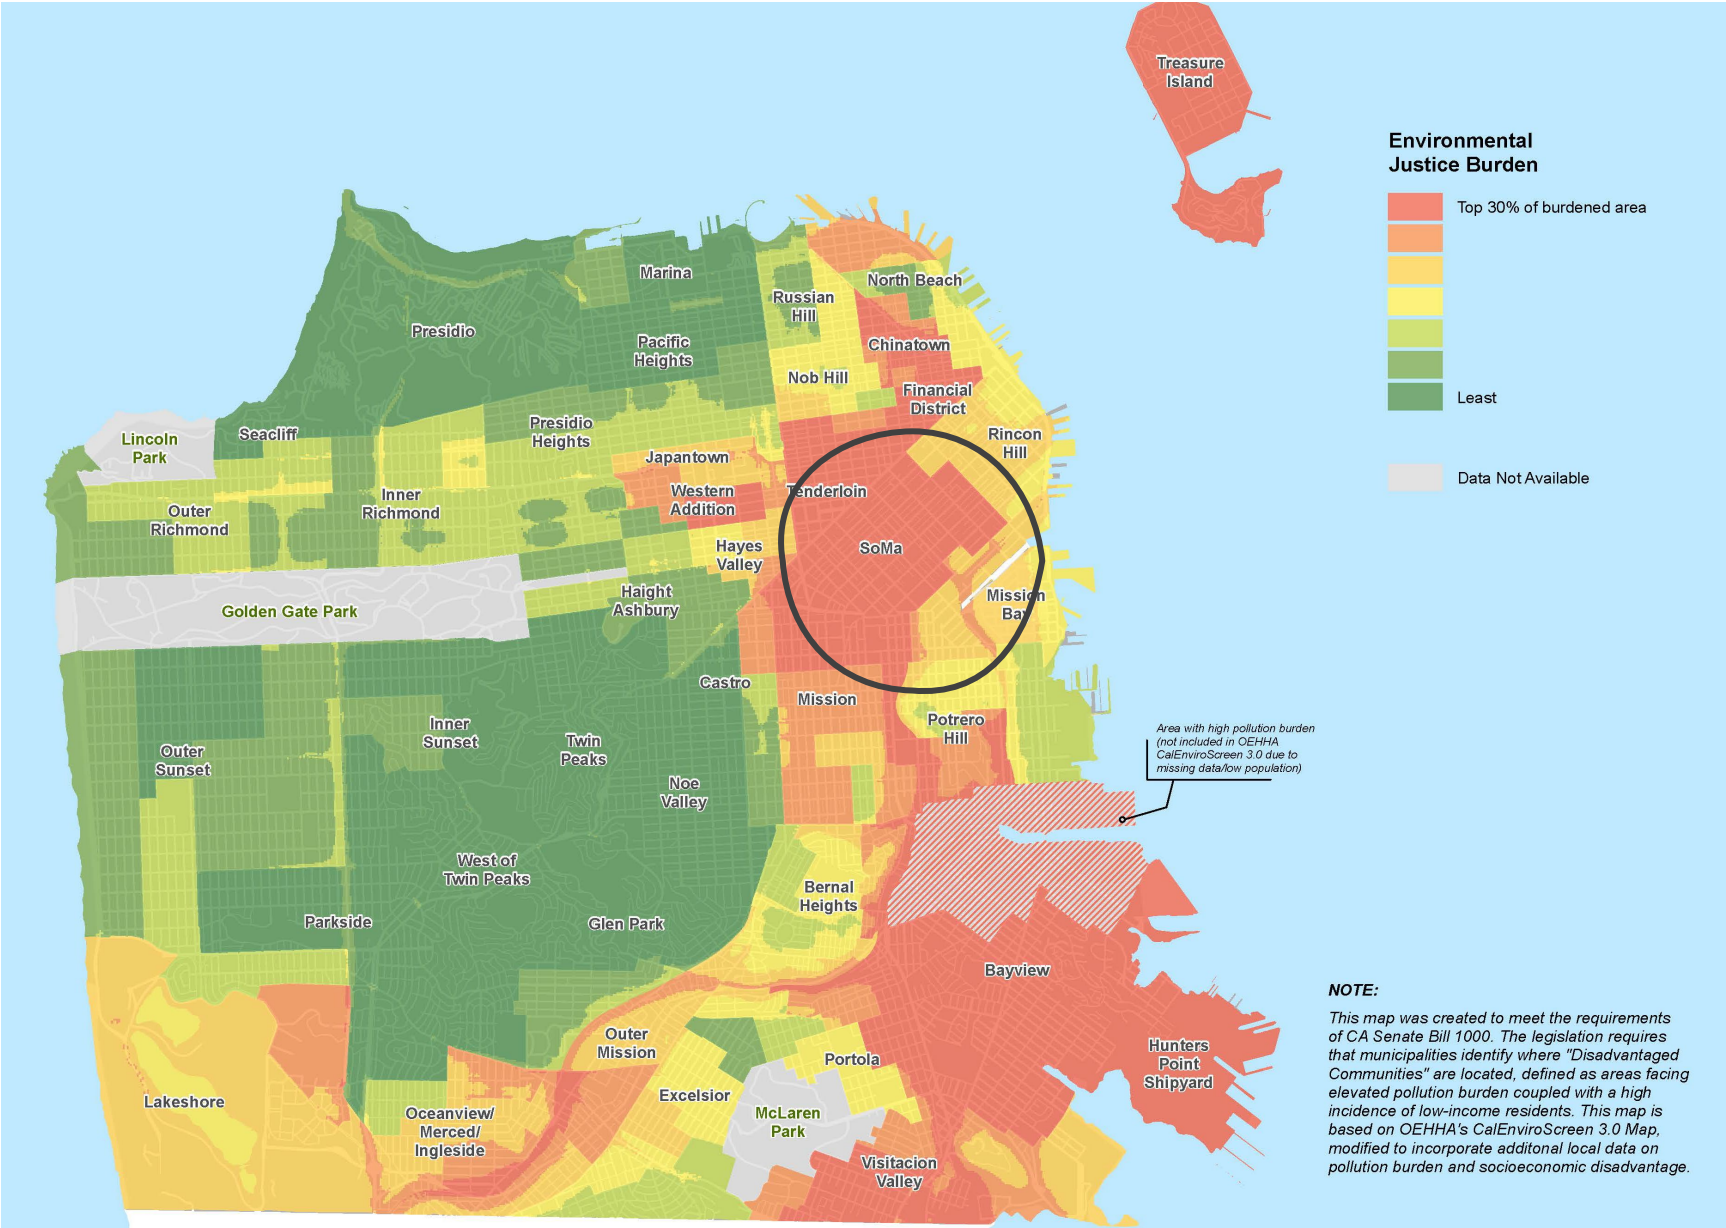 Treasure
Island
Environmental
Justice Burden
Top 30% of burdened area
Least
Data Not Available
Marina
North Beach
Russian
Hill
Presidio
Pacific
Heights
Chinatown
Nob Hill
Financial
District
Lincoln
Park
Seacliff
Presidio
Heights
Rincon
Hill
Japantown
Western
Addition
Tenderloin
Inner
Richmond
Outer
Richmond
SoMa
Hayes
Valley
Haight
Ashbury
Mission
Bay
Golden Gate Park
Castro
Mission
Potrero
Hill
Inner
Sunset
Twin
Peaks
Outer
Sunset
Noe
Valley
Area with high pollution burden
(not included in OEHHA
CalEnviroScreen 3.0 due to
missing data/low population)
West of
Twin Peaks
Bernal
Heights
Parkside
Glen Park
Bayview
Outer
Mission
Portola
Hunters
Point
Shipyard
Excelsior
Lakeshore
Oceanview/
Merced/
Ingleside
McLaren
Park
Visitacion
Valley
NOTE:
This map was created to meet the requirements
of CA Senate Bill 1000. The legislation requires
that municipalities identify where "Disadvantaged
Communities" are located, defined as areas facing
elevated pollution burden coupled with a high
incidence of low-income residents. This map is
based on OEHHA's CalEnviroScreen 3.0 Map,
modified to incorporate additonal local data on
pollution burden and socioeconomic disadvantage.